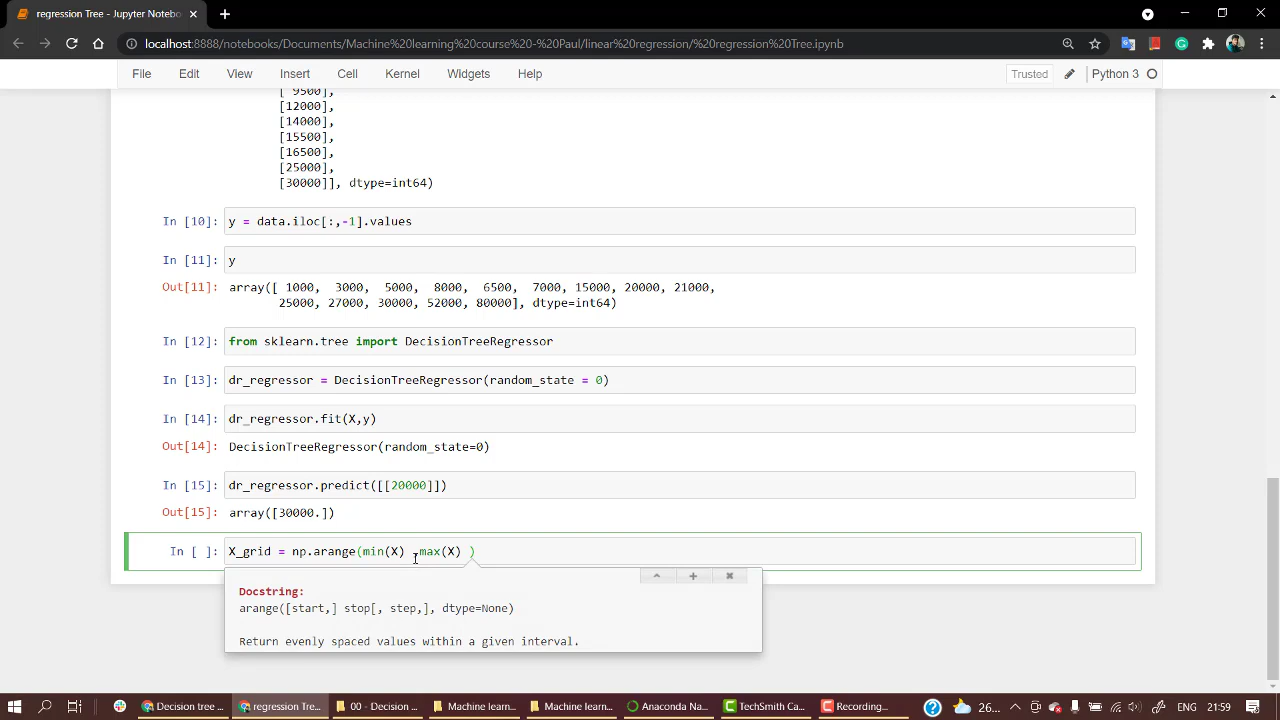 regression Tree - Jupyter Notebo
localhost:8888/notebooks/Documents/Machine%20learning%20course%20-%20Paul/linear%20regression/%20regression%20Tree.ipynb
File Edit View Insert Cell Kernel Widgets Help Trusted Python 3
[ 9500],
[12000],
[14000],
[15500],
[16500],
[25000],
[30000]], dtype=int64)
In [10]: y = data.iloc[:,-1].values
In [11]: y
Out[11]: array([ 1000, 3000, 5000, 8000, 6500, 7000, 15000, 20000, 21000,
25000, 27000, 30000, 52000, 80000], dtype=int64)
In [12]: from sklearn.tree import DecisionTreeRegressor
In [13]: dr_regressor = DecisionTreeRegressor(random_state = 0)
In [14]: dr_regressor.fit(X,y)
Out[14]: DecisionTreeRegressor(random_state=0)
In [15]: dr_regressor.predict([[20000]])
Out[15]: array([30000.])
In [ ]: X_grid = np.arange(min(X) max(X) )
Docstring:
arange([start,] stop[, step,], dtype=None)
Return evenly spaced values within a given interval.
Decision tree ... regression Tre... 00 - Decision ... Machine learn... Machine learn... Anaconda Na... TechSmith Ca... Recording... 26... ENG 21:59